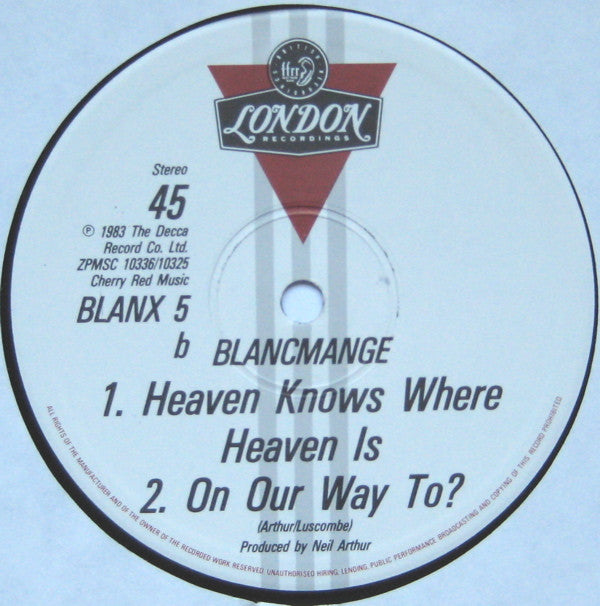 ffrr
LONDON
RECORDINGS
Stereo
45
℗ 1983 The Decca
Record Co. Ltd.
ZPMSC 10336/10325
Cherry Red Music
BLANX 5
b BLANCMANGE
1. Heaven Knows Where
Heaven Is
2. On Our Way To?
(Arthur/Luscombe)
Produced by Neil Arthur
ALL RIGHTS OF THE MANUFACTURER AND OF THE OWNER OF THE RECORDED WORK RESERVED. UNAUTHORISED HIRING, LENDING, PUBLIC PERFORMANCE BROADCASTING AND COPYING OF THIS RECORD PROHIBITED